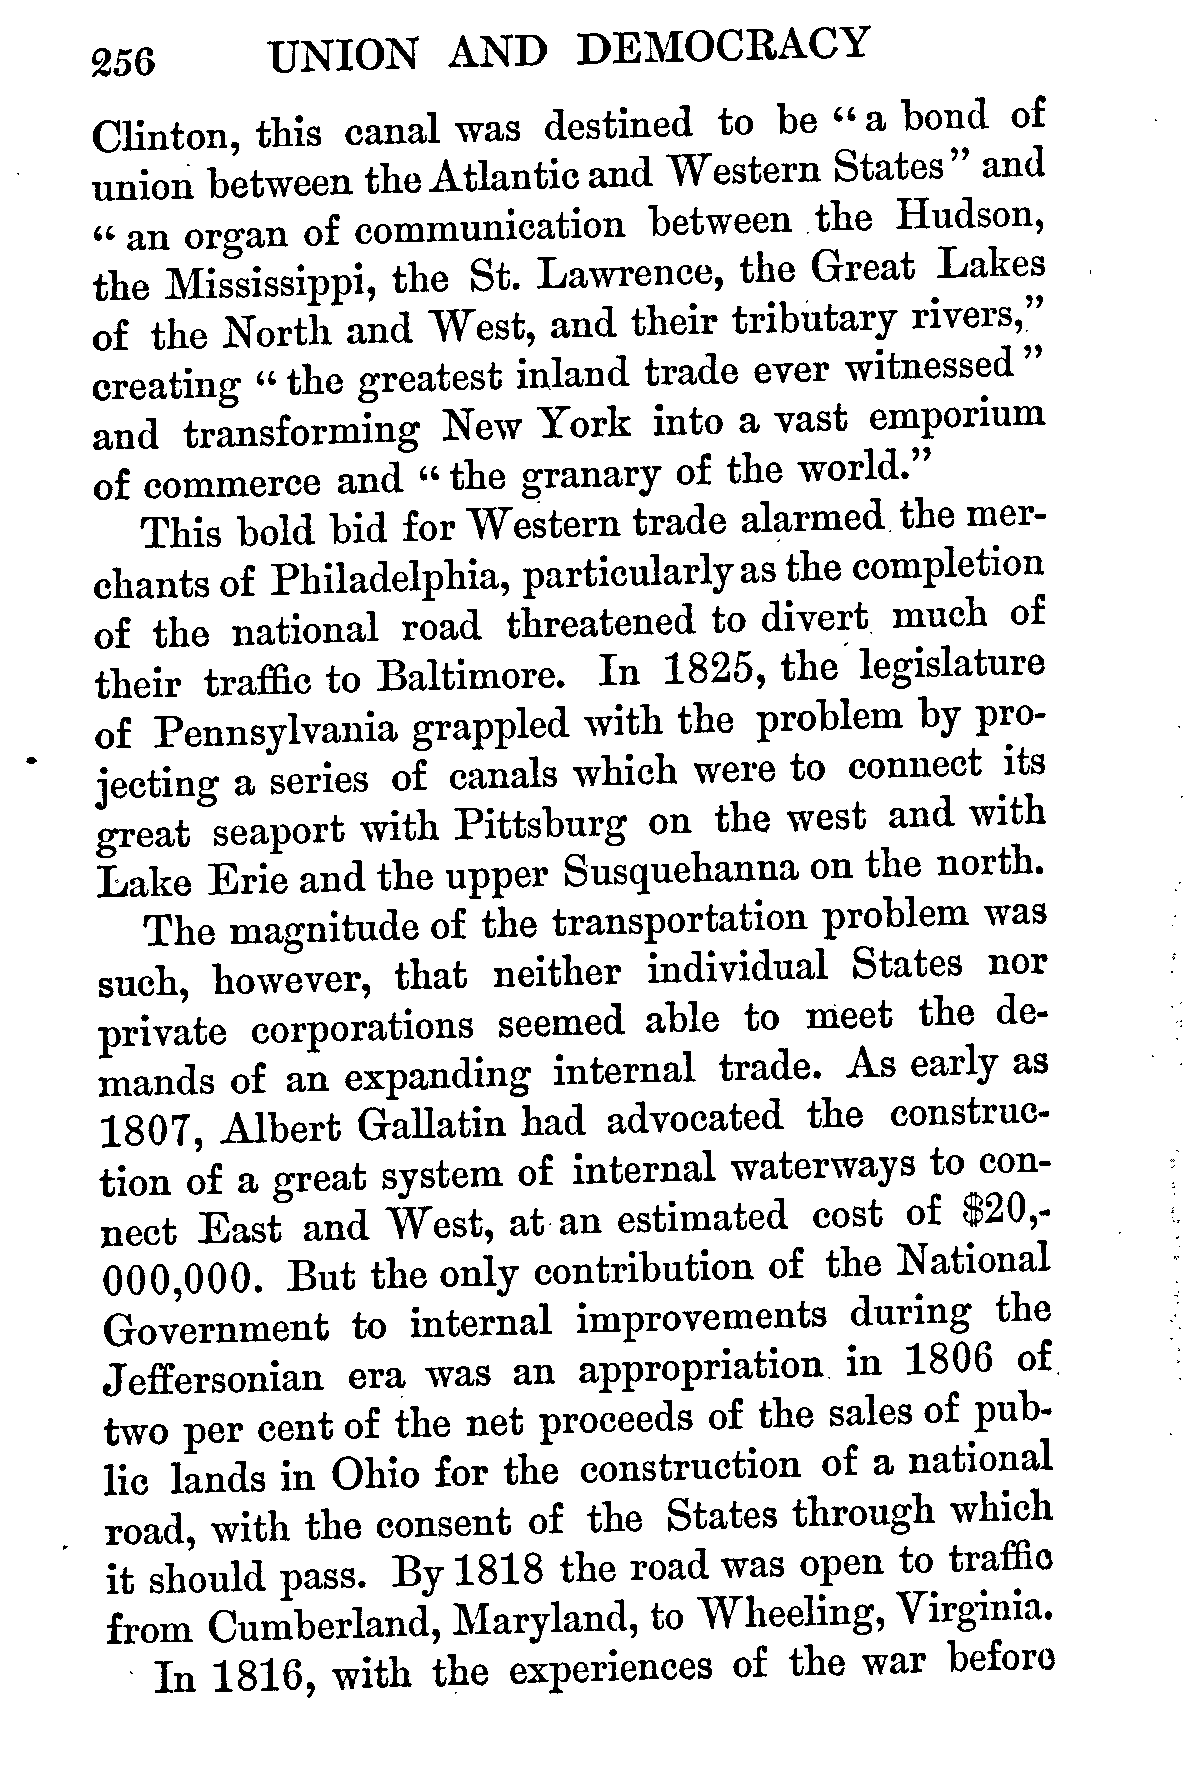 256 UNION AND DEMOCRACY
Clinton, this canal was destined to be “ a bond of
union between the Atlantic and Western States ” and
“ an organ of communication between the Hudson,
the Mississippi, the St. Lawrence, the Great Lakes
of the North and West, and their tributary rivers,”
creating “ the greatest inland trade ever witnessed ”
and transforming New York into a vast emporium
of commerce and “ the granary of the world.”
This bold bid for Western trade alarmed the mer-
chants of Philadelphia, particularly as the completion
of the national road threatened to divert much of
their traffic to Baltimore. In 1825, the legislature
of Pennsylvania grappled with the problem by pro-
jecting a series of canals which were to connect its
great seaport with Pittsburg on the west and with
Lake Erie and the upper Susquehanna on the north.
The magnitude of the transportation problem was
such, however, that neither individual States nor
private corporations seemed able to meet the de-
mands of an expanding internal trade. As early as
1807, Albert Gallatin had advocated the construc-
tion of a great system of internal waterways to con-
nect East and West, at an estimated cost of $20,-
000,000. But the only contribution of the National
Government to internal improvements during the
Jeffersonian era was an appropriation in 1806 of
two per cent of the net proceeds of the sales of pub-
lic lands in Ohio for the construction of a national
road, with the consent of the States through which
it should pass. By 1818 the road was open to traffic
from Cumberland, Maryland, to Wheeling, Virginia.
In 1816, with the experiences of the war before